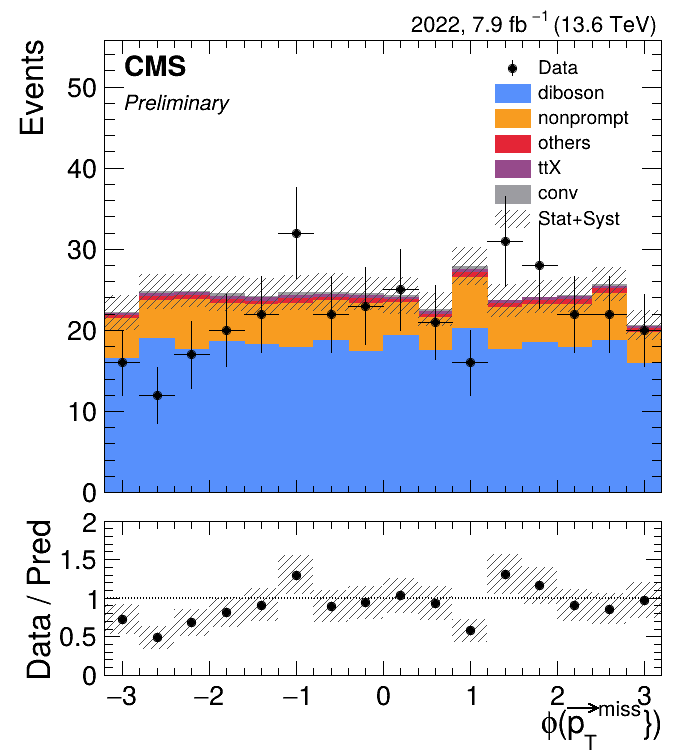 2022, 7.9 fb⁻¹ (13.6 TeV)
CMS
Preliminary
Data
diboson
nonprompt
others
ttX
conv
Stat+Syst
Events
50
40
30
20
10
0
Data / Pred
2
1.5
1
0.5
0
−3 −2 −1 0 1 2 3
ϕ(p⃗_T^miss})